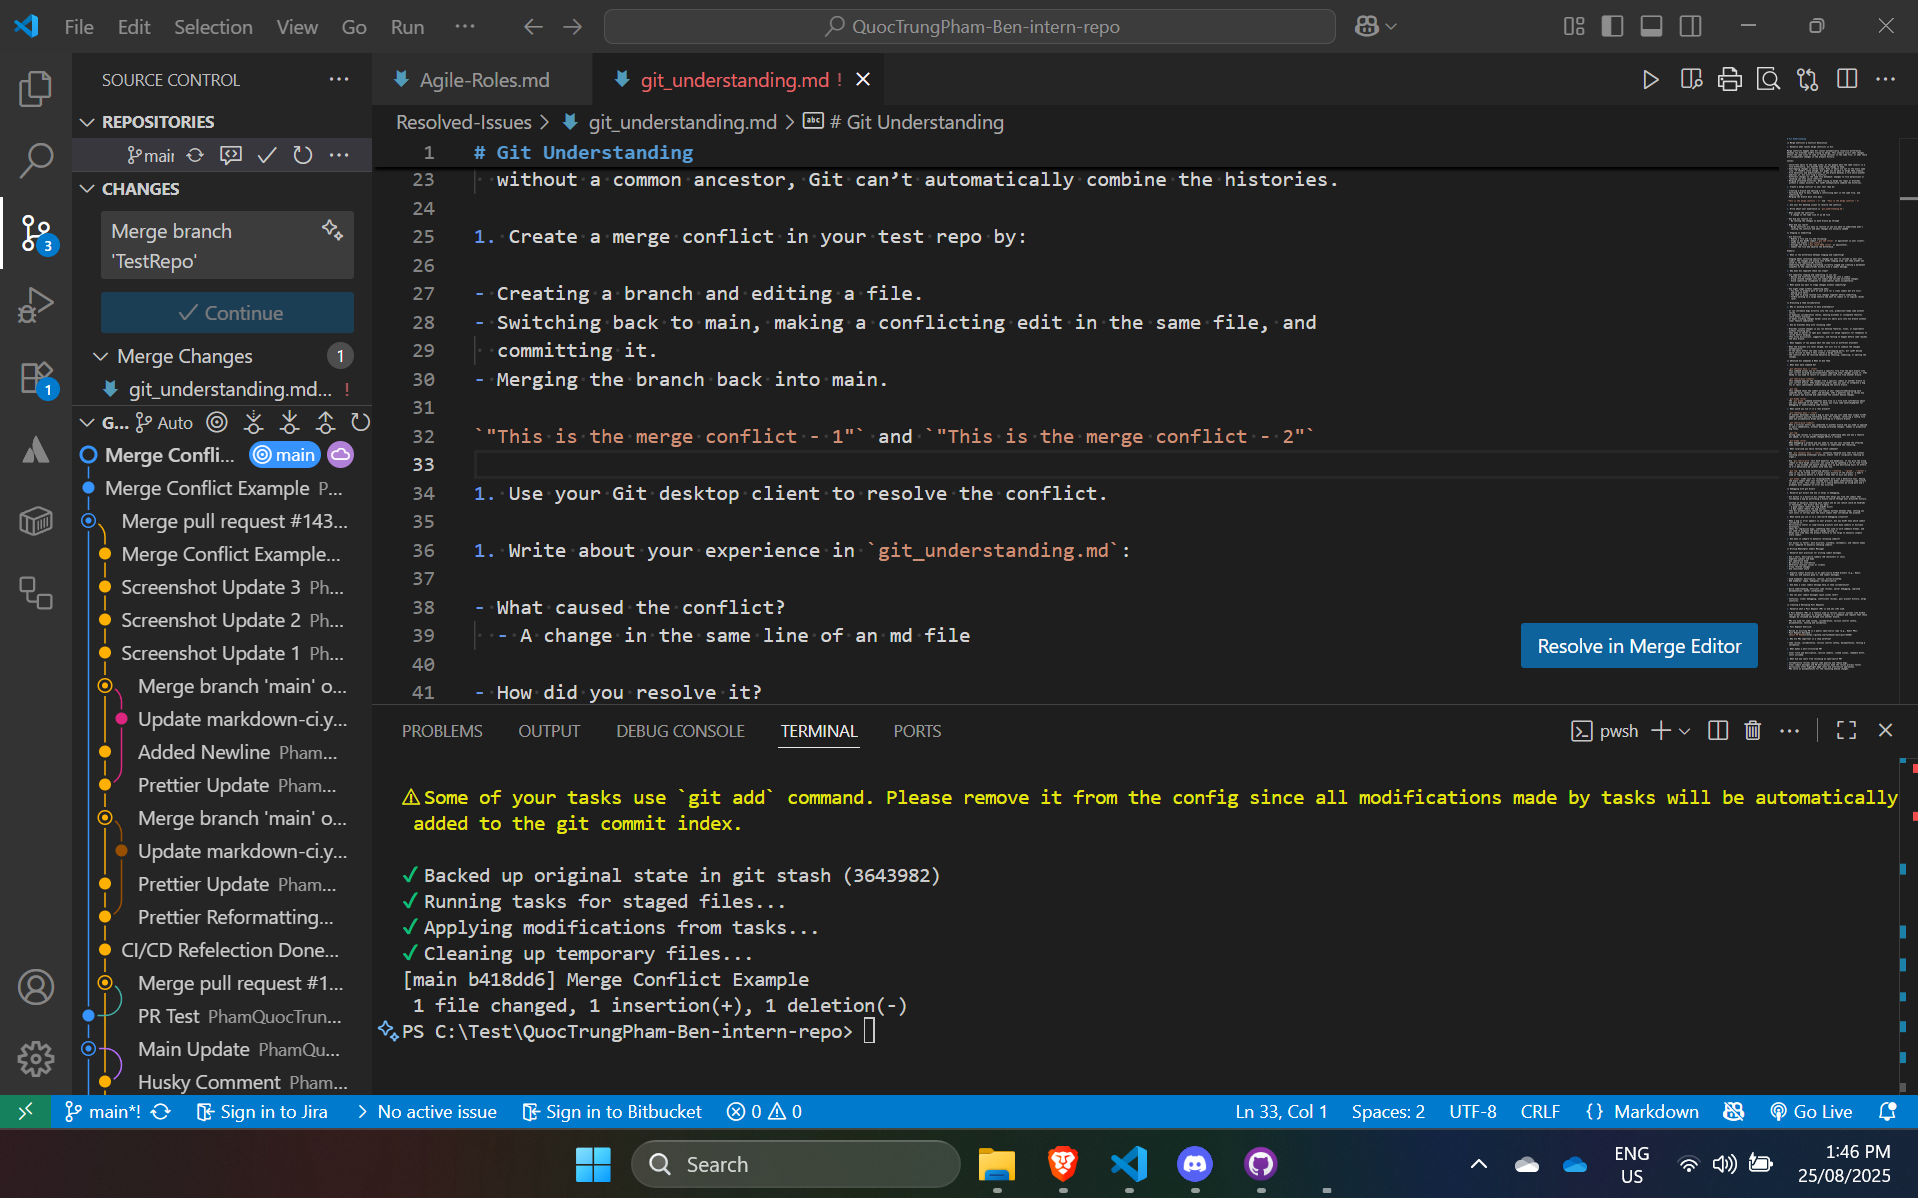 File Edit Selection View Go Run ··· QuocTrungPham-Ben-intern-repo
SOURCE CONTROL ···
REPOSITORIES
main ···
CHANGES
Merge branch
'TestRepo'
Continue
Merge Changes 1
git_understanding.md... !
G... Auto
Merge Confli... main
Merge Conflict Example P...
Merge pull request #143...
Merge Conflict Example...
Screenshot Update 3 Ph...
Screenshot Update 2 Ph...
Screenshot Update 1 Ph...
Merge branch 'main' o...
Update markdown-ci.y...
Added Newline Pham...
Prettier Update Pham...
Merge branch 'main' o...
Update markdown-ci.y...
Prettier Update Pham...
Prettier Reformatting...
CI/CD Refelection Done...
Merge pull request #1...
PR Test PhamQuocTrun...
Main Update PhamQu...
Husky Comment Pham...
3
1
Agile-Roles.md git_understanding.md !
Resolved-Issues > git_understanding.md > # Git Understanding
1 # Git Understanding
23 without a common ancestor, Git can’t automatically combine the histories.
24
25 1. Create a merge conflict in your test repo by:
26
27 - Creating a branch and editing a file.
28 - Switching back to main, making a conflicting edit in the same file, and
29 committing it.
30 - Merging the branch back into main.
31
32 `"This is the merge conflict - 1"` and `"This is the merge conflict - 2"`
33
34 1. Use your Git desktop client to resolve the conflict.
35
36 1. Write about your experience in `git_understanding.md`:
37
38 - What caused the conflict?
39 - A change in the same line of an md file
40
41 - How did you resolve it?
Resolve in Merge Editor
PROBLEMS OUTPUT DEBUG CONSOLE TERMINAL PORTS pwsh
⚠ Some of your tasks use `git add` command. Please remove it from the config since all modifications made by tasks will be automatically
added to the git commit index.
✓ Backed up original state in git stash (3643982)
✓ Running tasks for staged files...
✓ Applying modifications from tasks...
✓ Cleaning up temporary files...
[main b418dd6] Merge Conflict Example
1 file changed, 1 insertion(+), 1 deletion(-)
PS C:\Test\QuocTrungPham-Ben-intern-repo>
main*! Sign in to Jira > No active issue Sign in to Bitbucket 0 0 Ln 33, Col 1 Spaces: 2 UTF-8 CRLF {} Markdown Go Live
Search
ENG
US
1:46 PM
25/08/2025